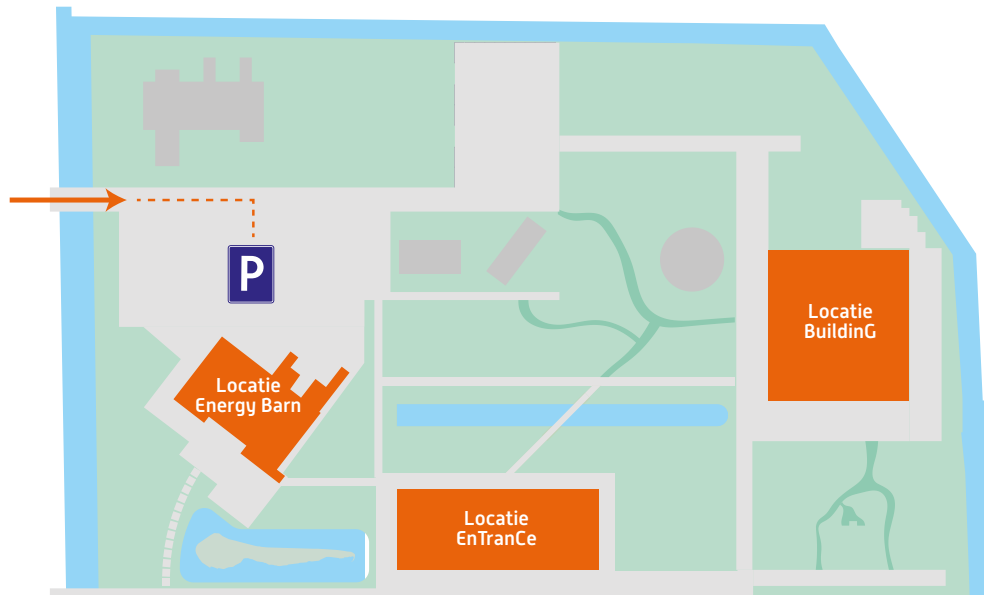 P
Locatie
BuildinG
Locatie
Energy Barn
Locatie
EnTranCe